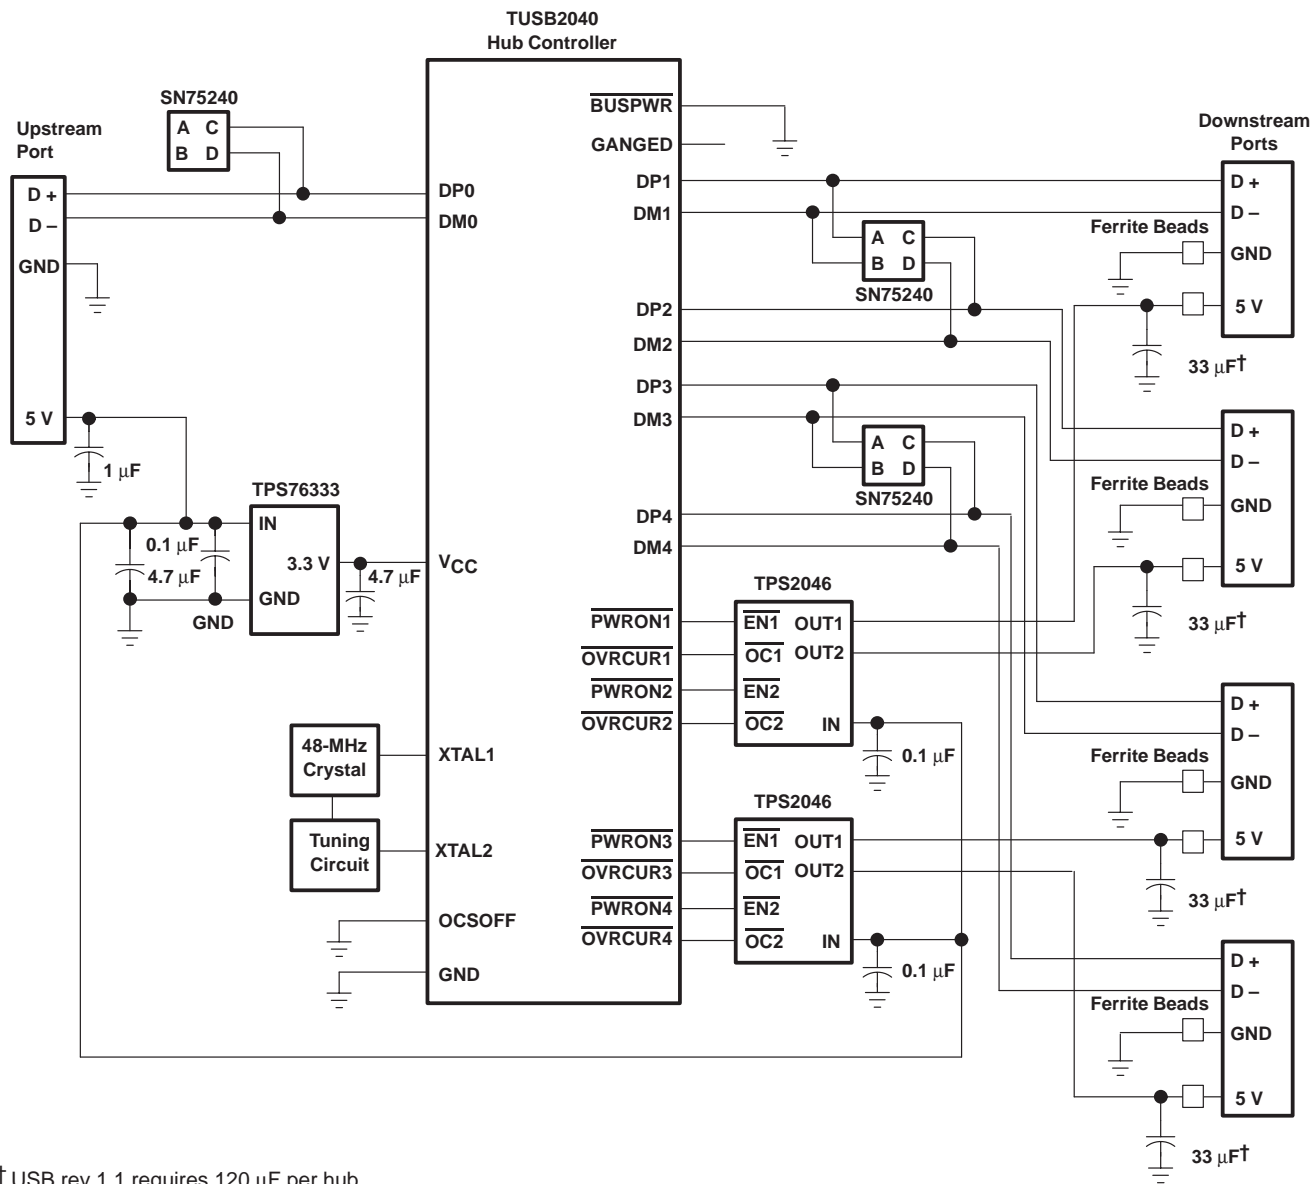 TUSB2040
Hub Controller
SN75240
A C
B D
Upstream
Port
D +
D –
GND
5 V
1 μF
TPS76333
IN
3.3 V
GND
0.1 μF
4.7 μF
GND
4.7 μF
48-MHz
Crystal
Tuning
Circuit
DP0
DM0
VCC
XTAL1
XTAL2
OCSOFF
GND
BUSPWR
GANGED
DP1
DM1
DP2
DM2
DP3
DM3
DP4
DM4
PWRON1
OVRCUR1
PWRON2
OVRCUR2
PWRON3
OVRCUR3
PWRON4
OVRCUR4
A C
B D
SN75240
A C
B D
SN75240
TPS2046
EN1 OUT1
OC1 OUT2
EN2
OC2 IN
0.1 μF
TPS2046
EN1 OUT1
OC1 OUT2
EN2
OC2 IN
0.1 μF
Downstream
Ports
D +
D –
Ferrite Beads
GND
5 V
33 μF†
D +
D –
Ferrite Beads
GND
5 V
33 μF†
D +
D –
Ferrite Beads
GND
5 V
33 μF†
D +
D –
Ferrite Beads
GND
5 V
33 μF†
† USB rev 1.1 requires 120 μF per hub